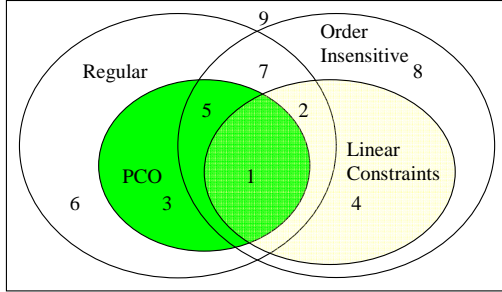 9
Order
Insensitive
Regular
7
8
5
2
Linear
Constraints
PCO
1
6
3
4